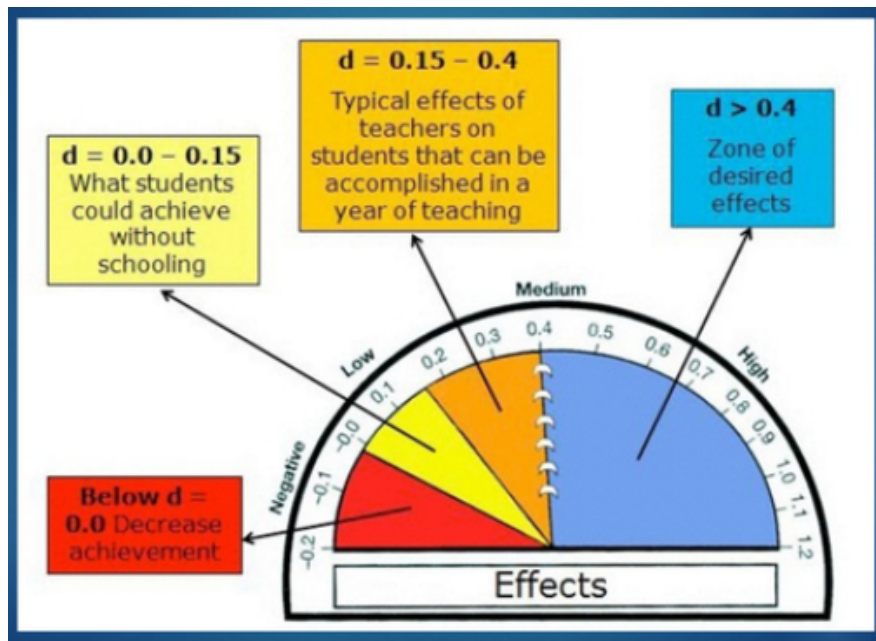 d = 0.15 – 0.4
Typical effects of
teachers on
students that can be
accomplished in a
year of teaching
d > 0.4
Zone of
desired
effects
d = 0.0 – 0.15
What students
could achieve
without
schooling
Below d =
0.0 Decrease
achievement
Negative
Low
Medium
High
-0.2
-0.1
-0.0
0.1
0.2
0.3
0.4
0.5
0.6
0.7
0.8
0.9
1.0
1.1
1.2
Effects